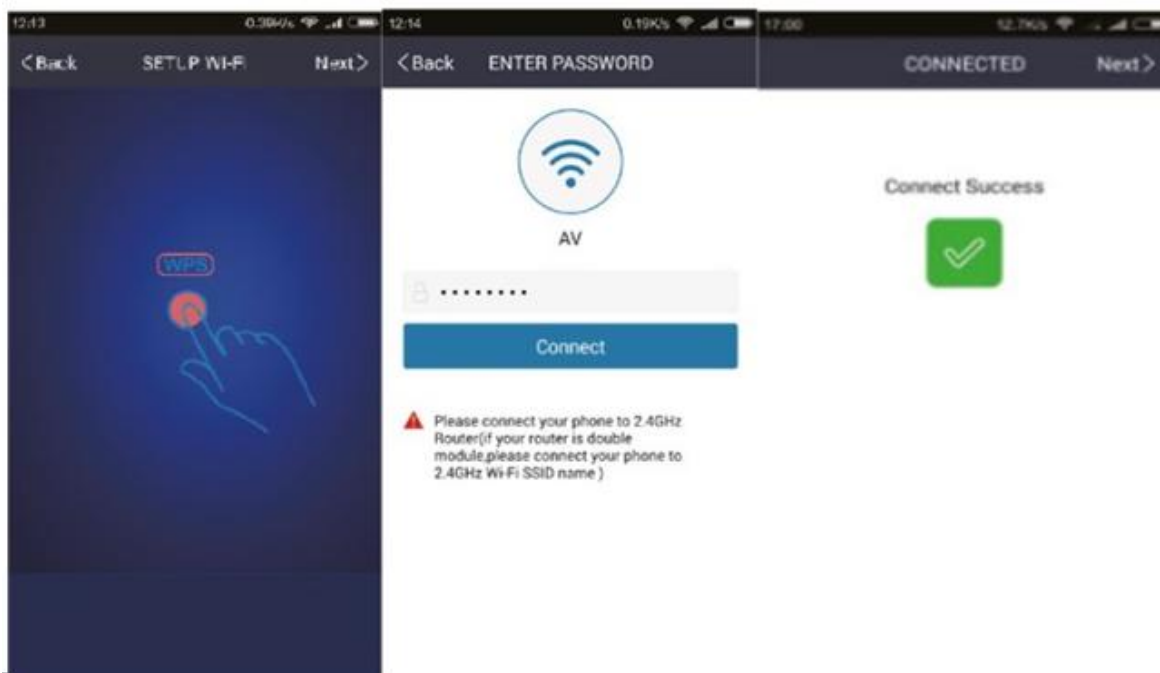 12:13
<Back SETUP WI-FI Next>
WPS
12:14 0.19K/s
<Back ENTER PASSWORD
AV
••••••••
Connect
Please connect your phone to 2.4GHz
Router(if your router is double
module,please connect your phone to
2.4GHz Wi-Fi SSID name )
17:00 12.7K/s
CONNECTED Next>
Connect Success